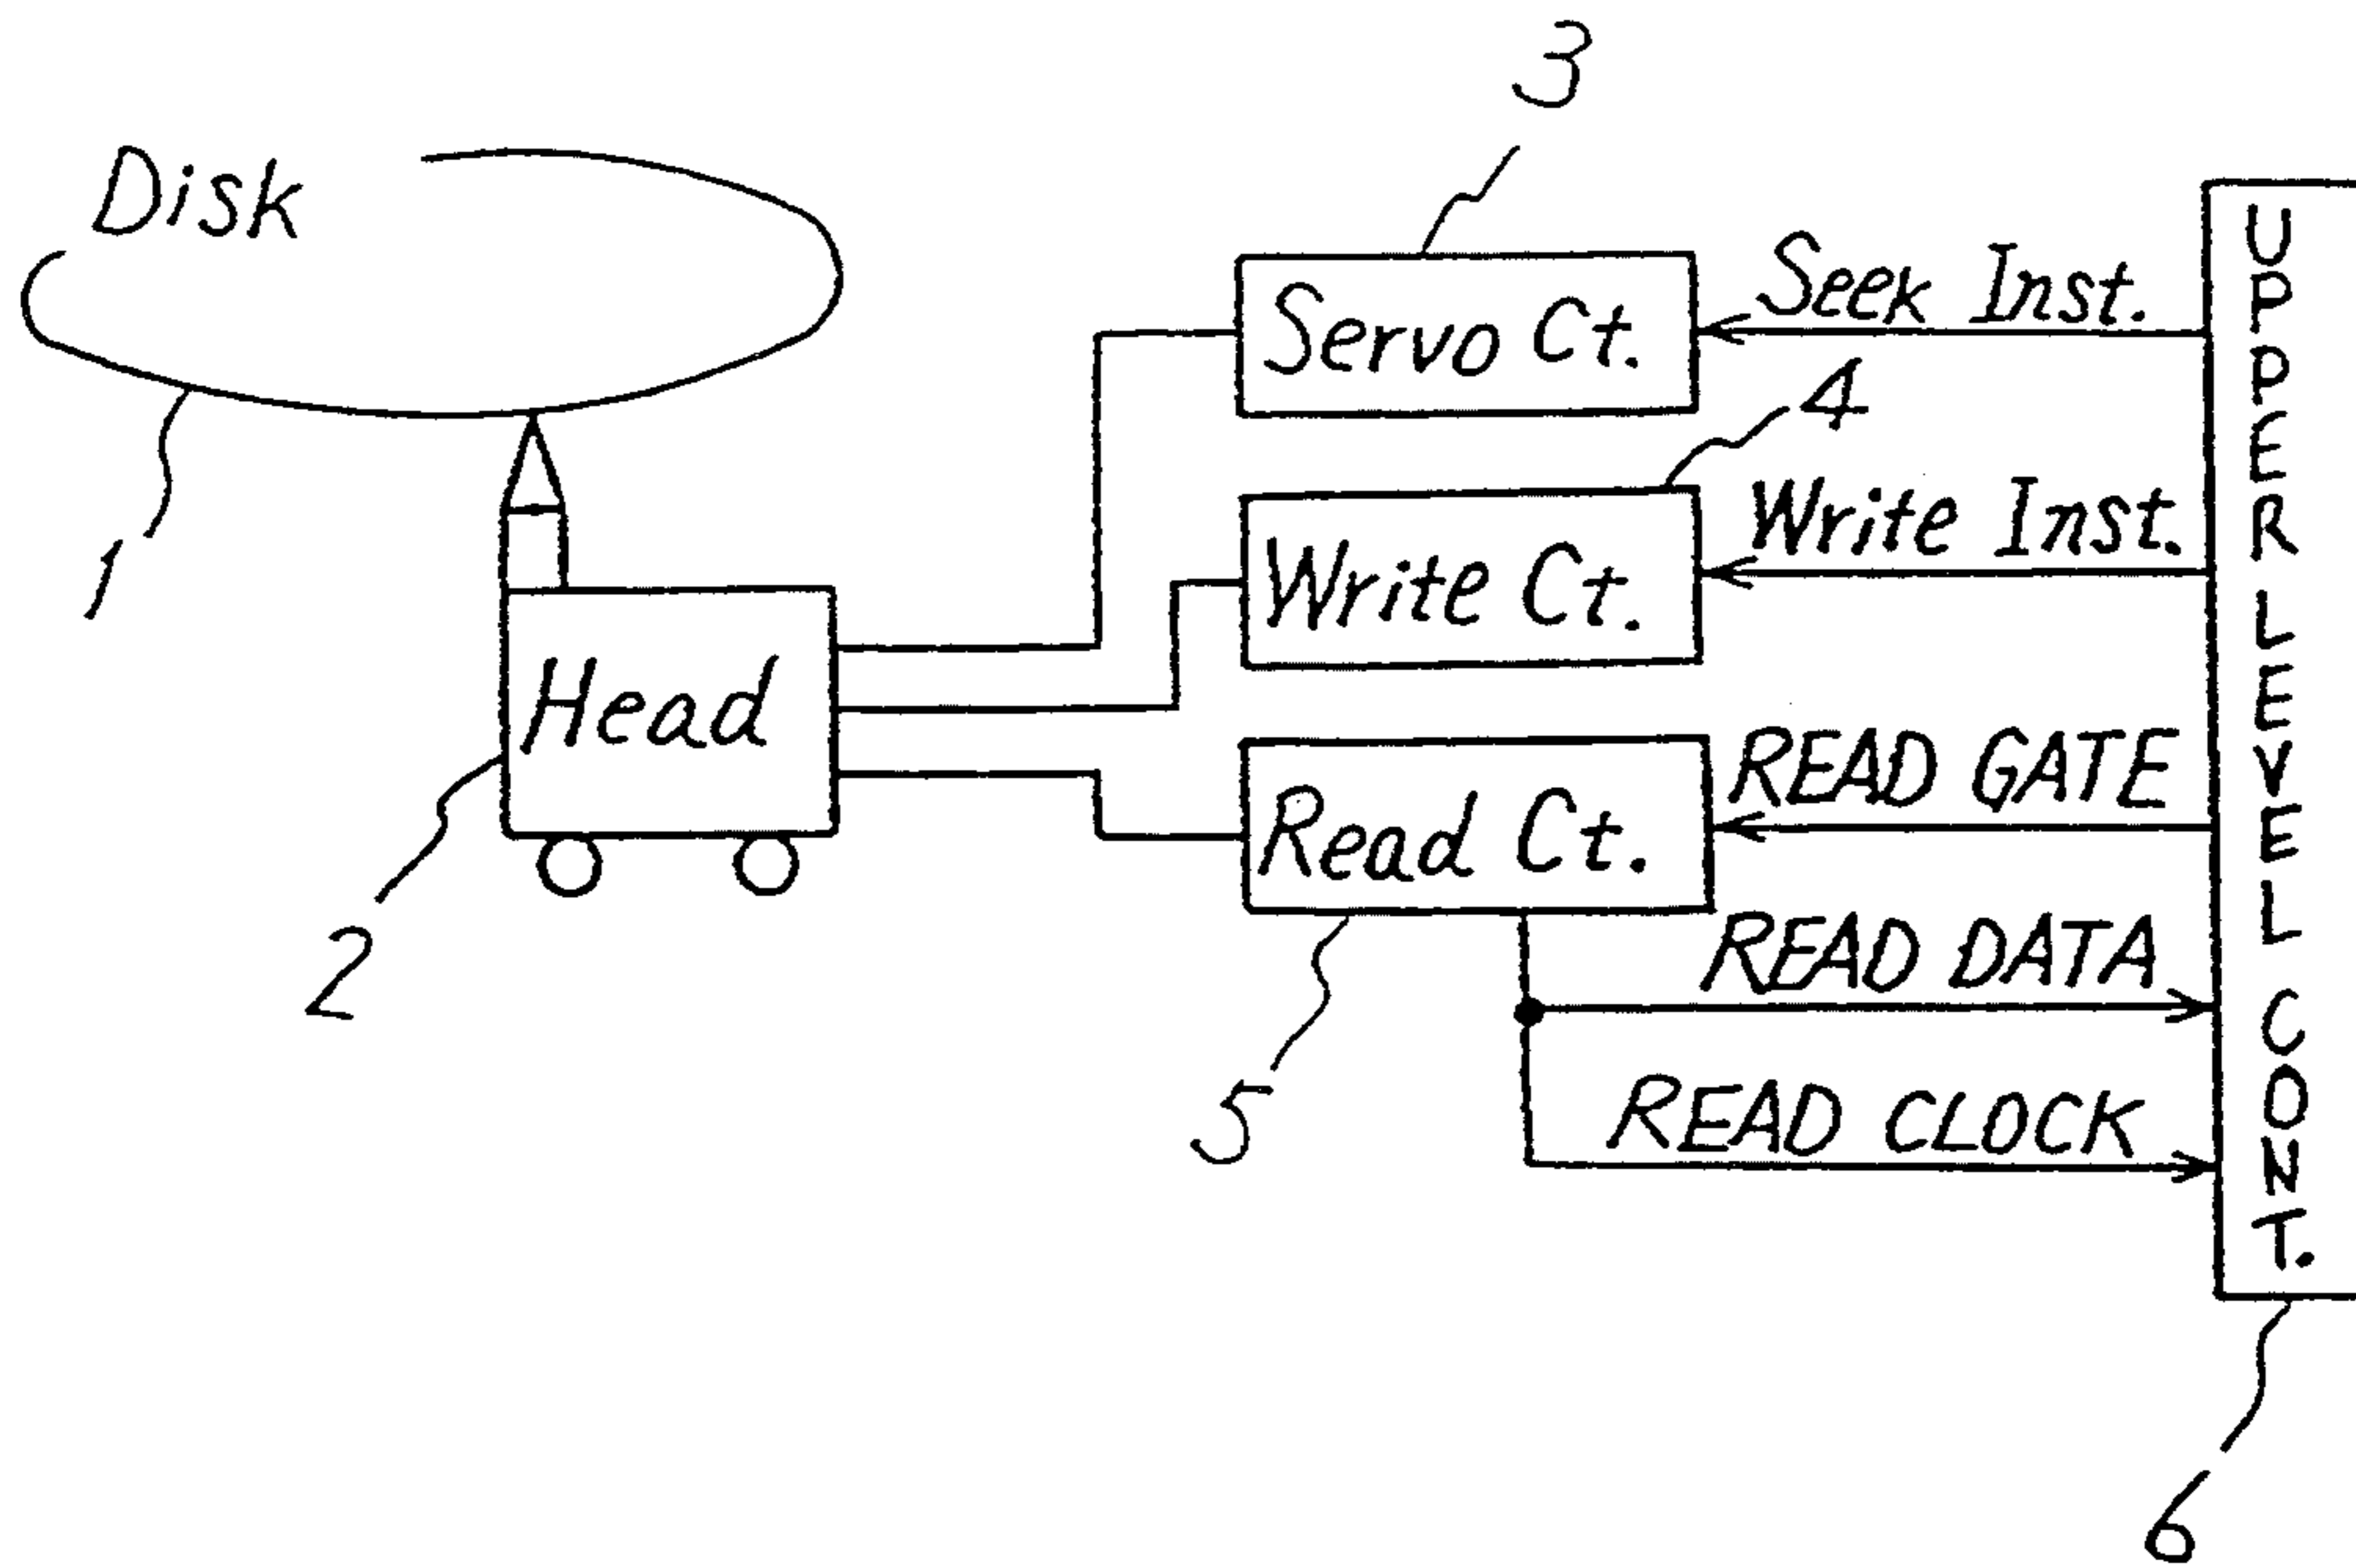 3
Disk
Servo Ct.
Seek Inst.
4
Write Ct.
Write Inst.
1
Head
Read Ct.
READ GATE
2
READ DATA
5
READ CLOCK
UPPER LEVEL CONT.
6